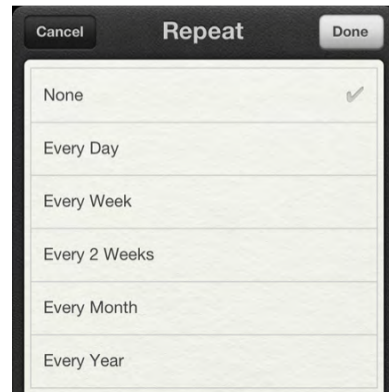 Cancel Repeat Done
None
Every Day
Every Week
Every 2 Weeks
Every Month
Every Year